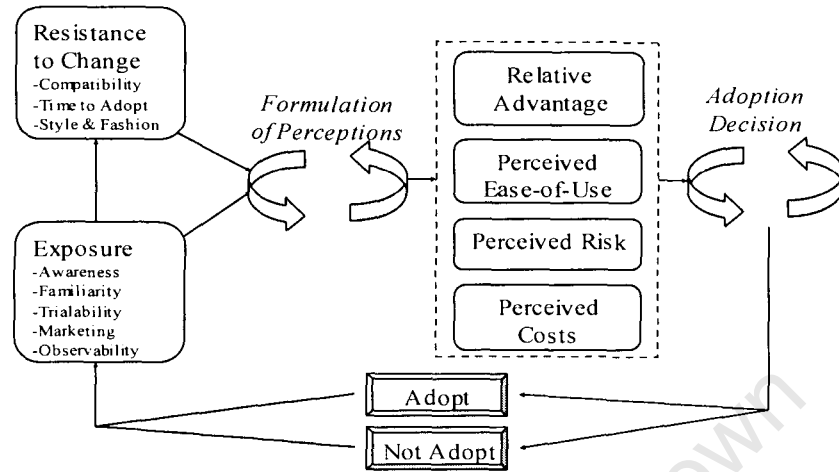 Resistance
to Change
-Compatibility
-Time to Adopt
-Style & Fashion
Formulation
of Perceptions
Relative
Advantage
Perceived
Ease-of-Use
Perceived Risk
Perceived
Costs
Adoption
Decision
Exposure
-Awareness
-Familiarity
-Trialability
-Marketing
-Observability
Adopt
Not Adopt
own